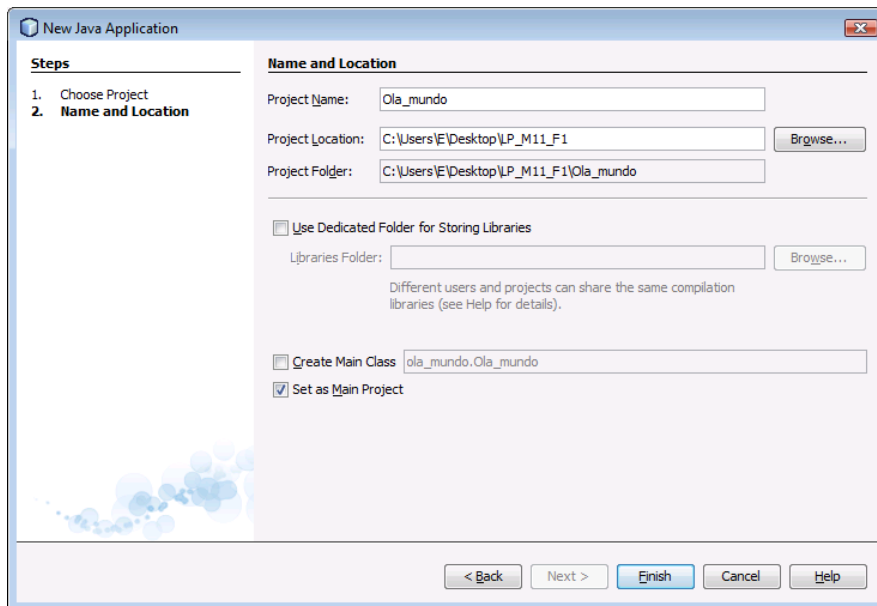 New Java Application
Steps
1. Choose Project
2. Name and Location
Name and Location
Project Name: Ola_mundo
Project Location: C:\Users\E\Desktop\LP_M11_F1 Browse...
Project Folder: C:\Users\E\Desktop\LP_M11_F1\Ola_mundo
Use Dedicated Folder for Storing Libraries
Libraries Folder: Browse...
Different users and projects can share the same compilation
libraries (see Help for details).
Create Main Class ola_mundo.Ola_mundo
Set as Main Project
< Back Next > Finish Cancel Help